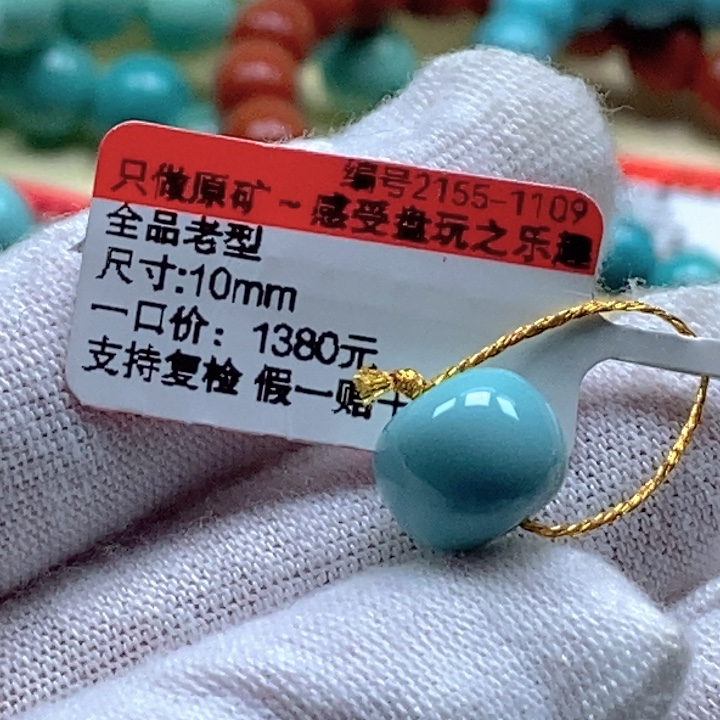 编号2155-1109
只做原矿~感受盘玩之乐趣
全品老型
尺寸:10mm
一口价：1380元
支持复检 假一赔十